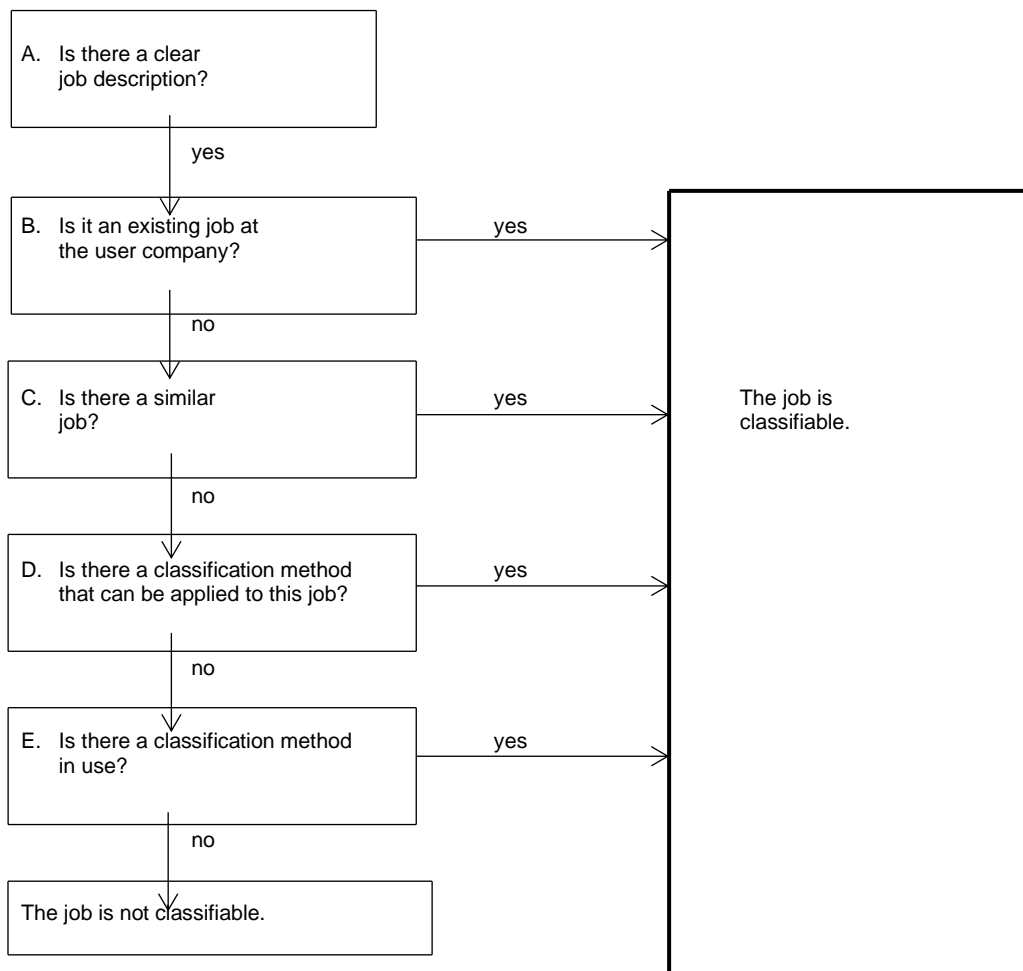 A. Is there a clear
job description?
yes
B. Is it an existing job at
the user company?
yes
no
C. Is there a similar
job?
yes
The job is
classifiable.
no
D. Is there a classification method
that can be applied to this job?
yes
no
E. Is there a classification method
in use?
yes
no
The job is not classifiable.